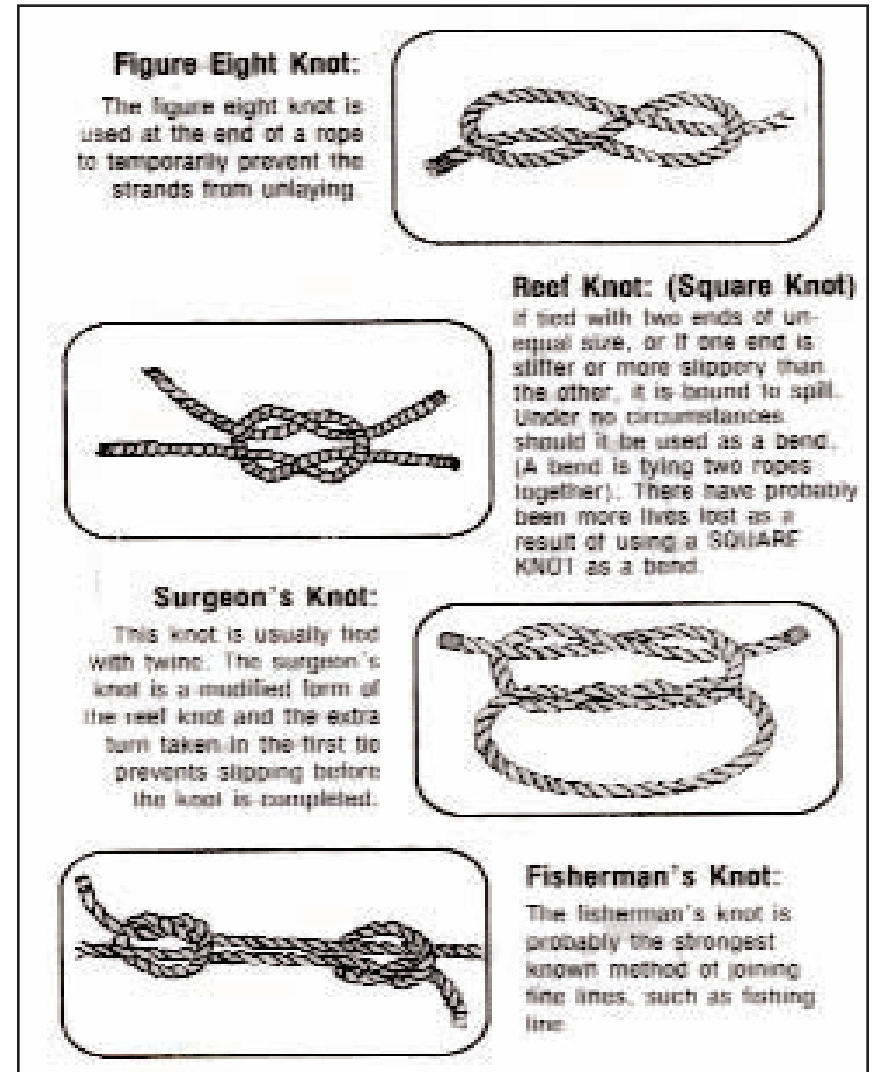 Figure Eight Knot:
The figure eight knot is
used at the end of a rope
to temporarily prevent the
strands from unlaying.
Reef Knot: (Square Knot)
If tied with two ends of un-
equal size, or if one end is
stiffer or more slippery than
the other, it is bound to spill.
Under no circumstances
should it be used as a bend.
(A bend is tying two ropes
together). There have probably
been more lives lost as a
result of using a SQUARE
KNOT as a bend.
Surgeon's Knot:
This knot is usually tied
with twine. The surgeon's
knot is a modified form of
the reef knot and the extra
turn taken in the first tie
prevents slipping before
the knot is completed.
Fisherman's Knot:
The fisherman's knot is
probably the strongest
known method of joining
fine lines, such as fishing
line